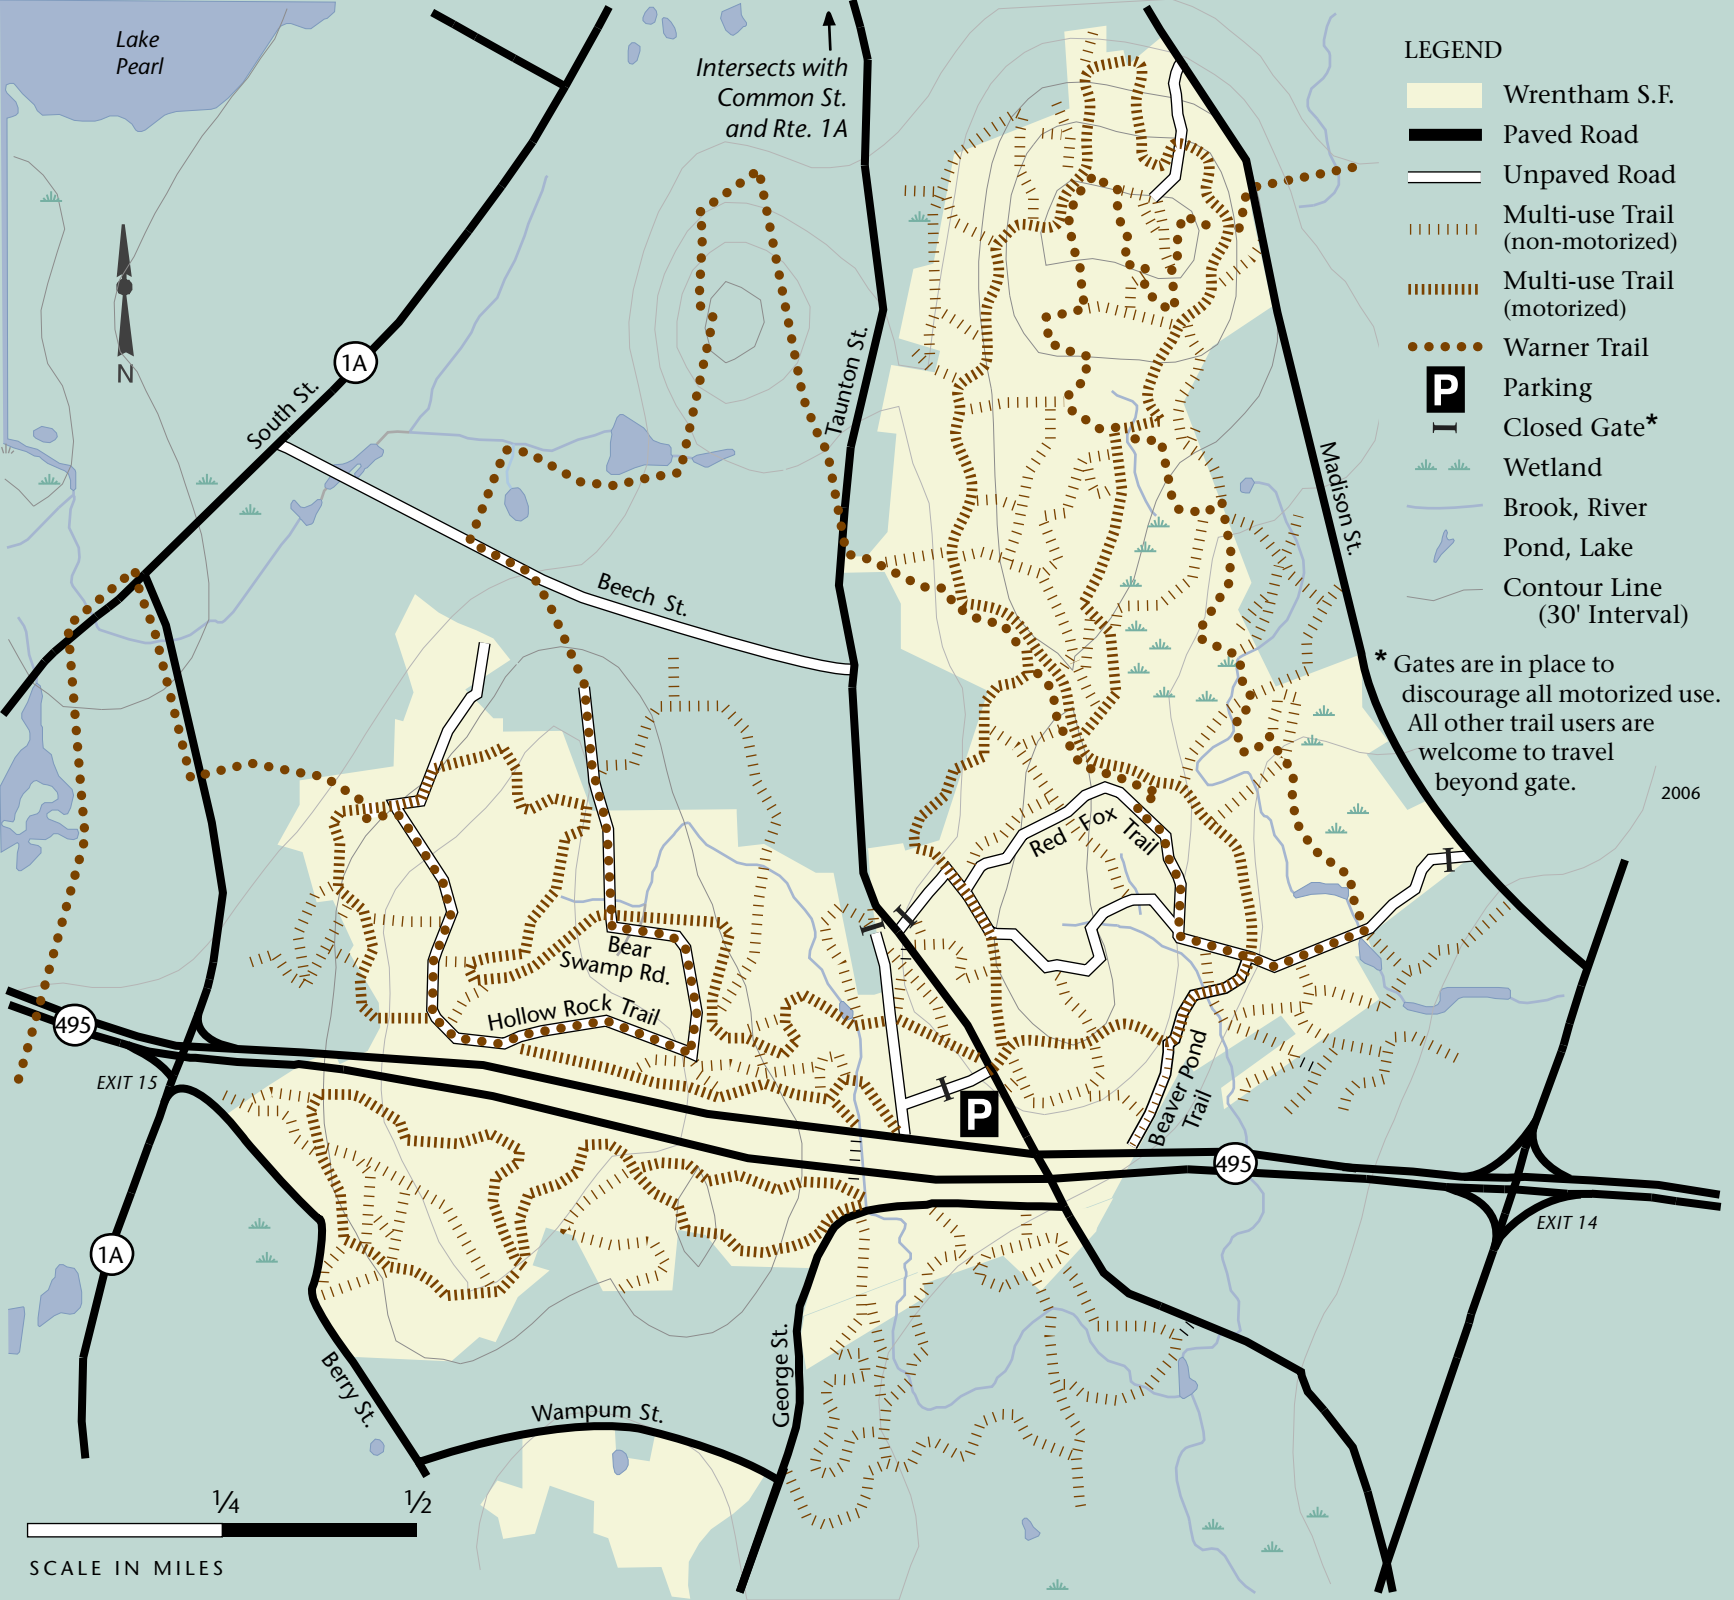 Lake
Pearl
Intersects with
Common St.
and Rte. 1A
LEGEND
Wrentham S.F.
Paved Road
Unpaved Road
Multi-use Trail
(non-motorized)
Multi-use Trail
(motorized)
Warner Trail
P
Parking
Closed Gate*
Wetland
Brook, River
Pond, Lake
Contour Line
(30' Interval)
* Gates are in place to
discourage all motorized use.
All other trail users are
welcome to travel
beyond gate.
2006
N
1A
South St.
Taunton St.
Madison St.
Beech St.
Red Fox
Trail
Bear
Swamp Rd.
Hollow Rock Trail
495
EXIT 15
P
Beaver Pond
Trail
495
EXIT 14
1A
Berry St.
George St.
Wampum St.
1/4
1/2
SCALE IN MILES